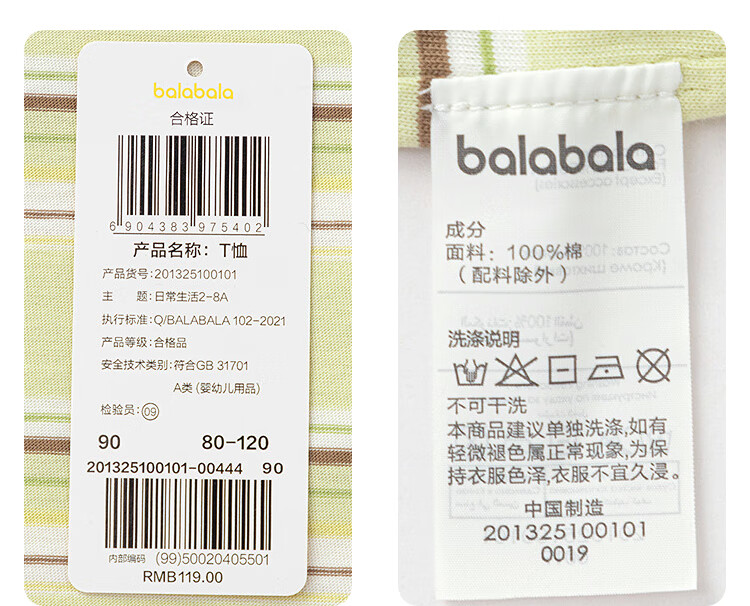 balabala
合格证
6904383975402
产品名称：T恤
产品货号：201325100101
主 题：日常生活2-8A
执行标准：Q/BALABALA 102-2021
产品等级：合格品
安全技术类别：符合GB 31701
A类（婴幼儿用品）
检验员：09
90 80-120
201325100101-00444 90
内部编码 (99)50020405501
RMB119.00
balabala
(Except accessories)
成分
面料：100%棉
（配料除外）
洗涤说明
不可干洗
本商品建议单独洗涤,如有
轻微褪色属正常现象,为保
持衣服色泽,衣服不宜久浸。
中国制造
201325100101
0019